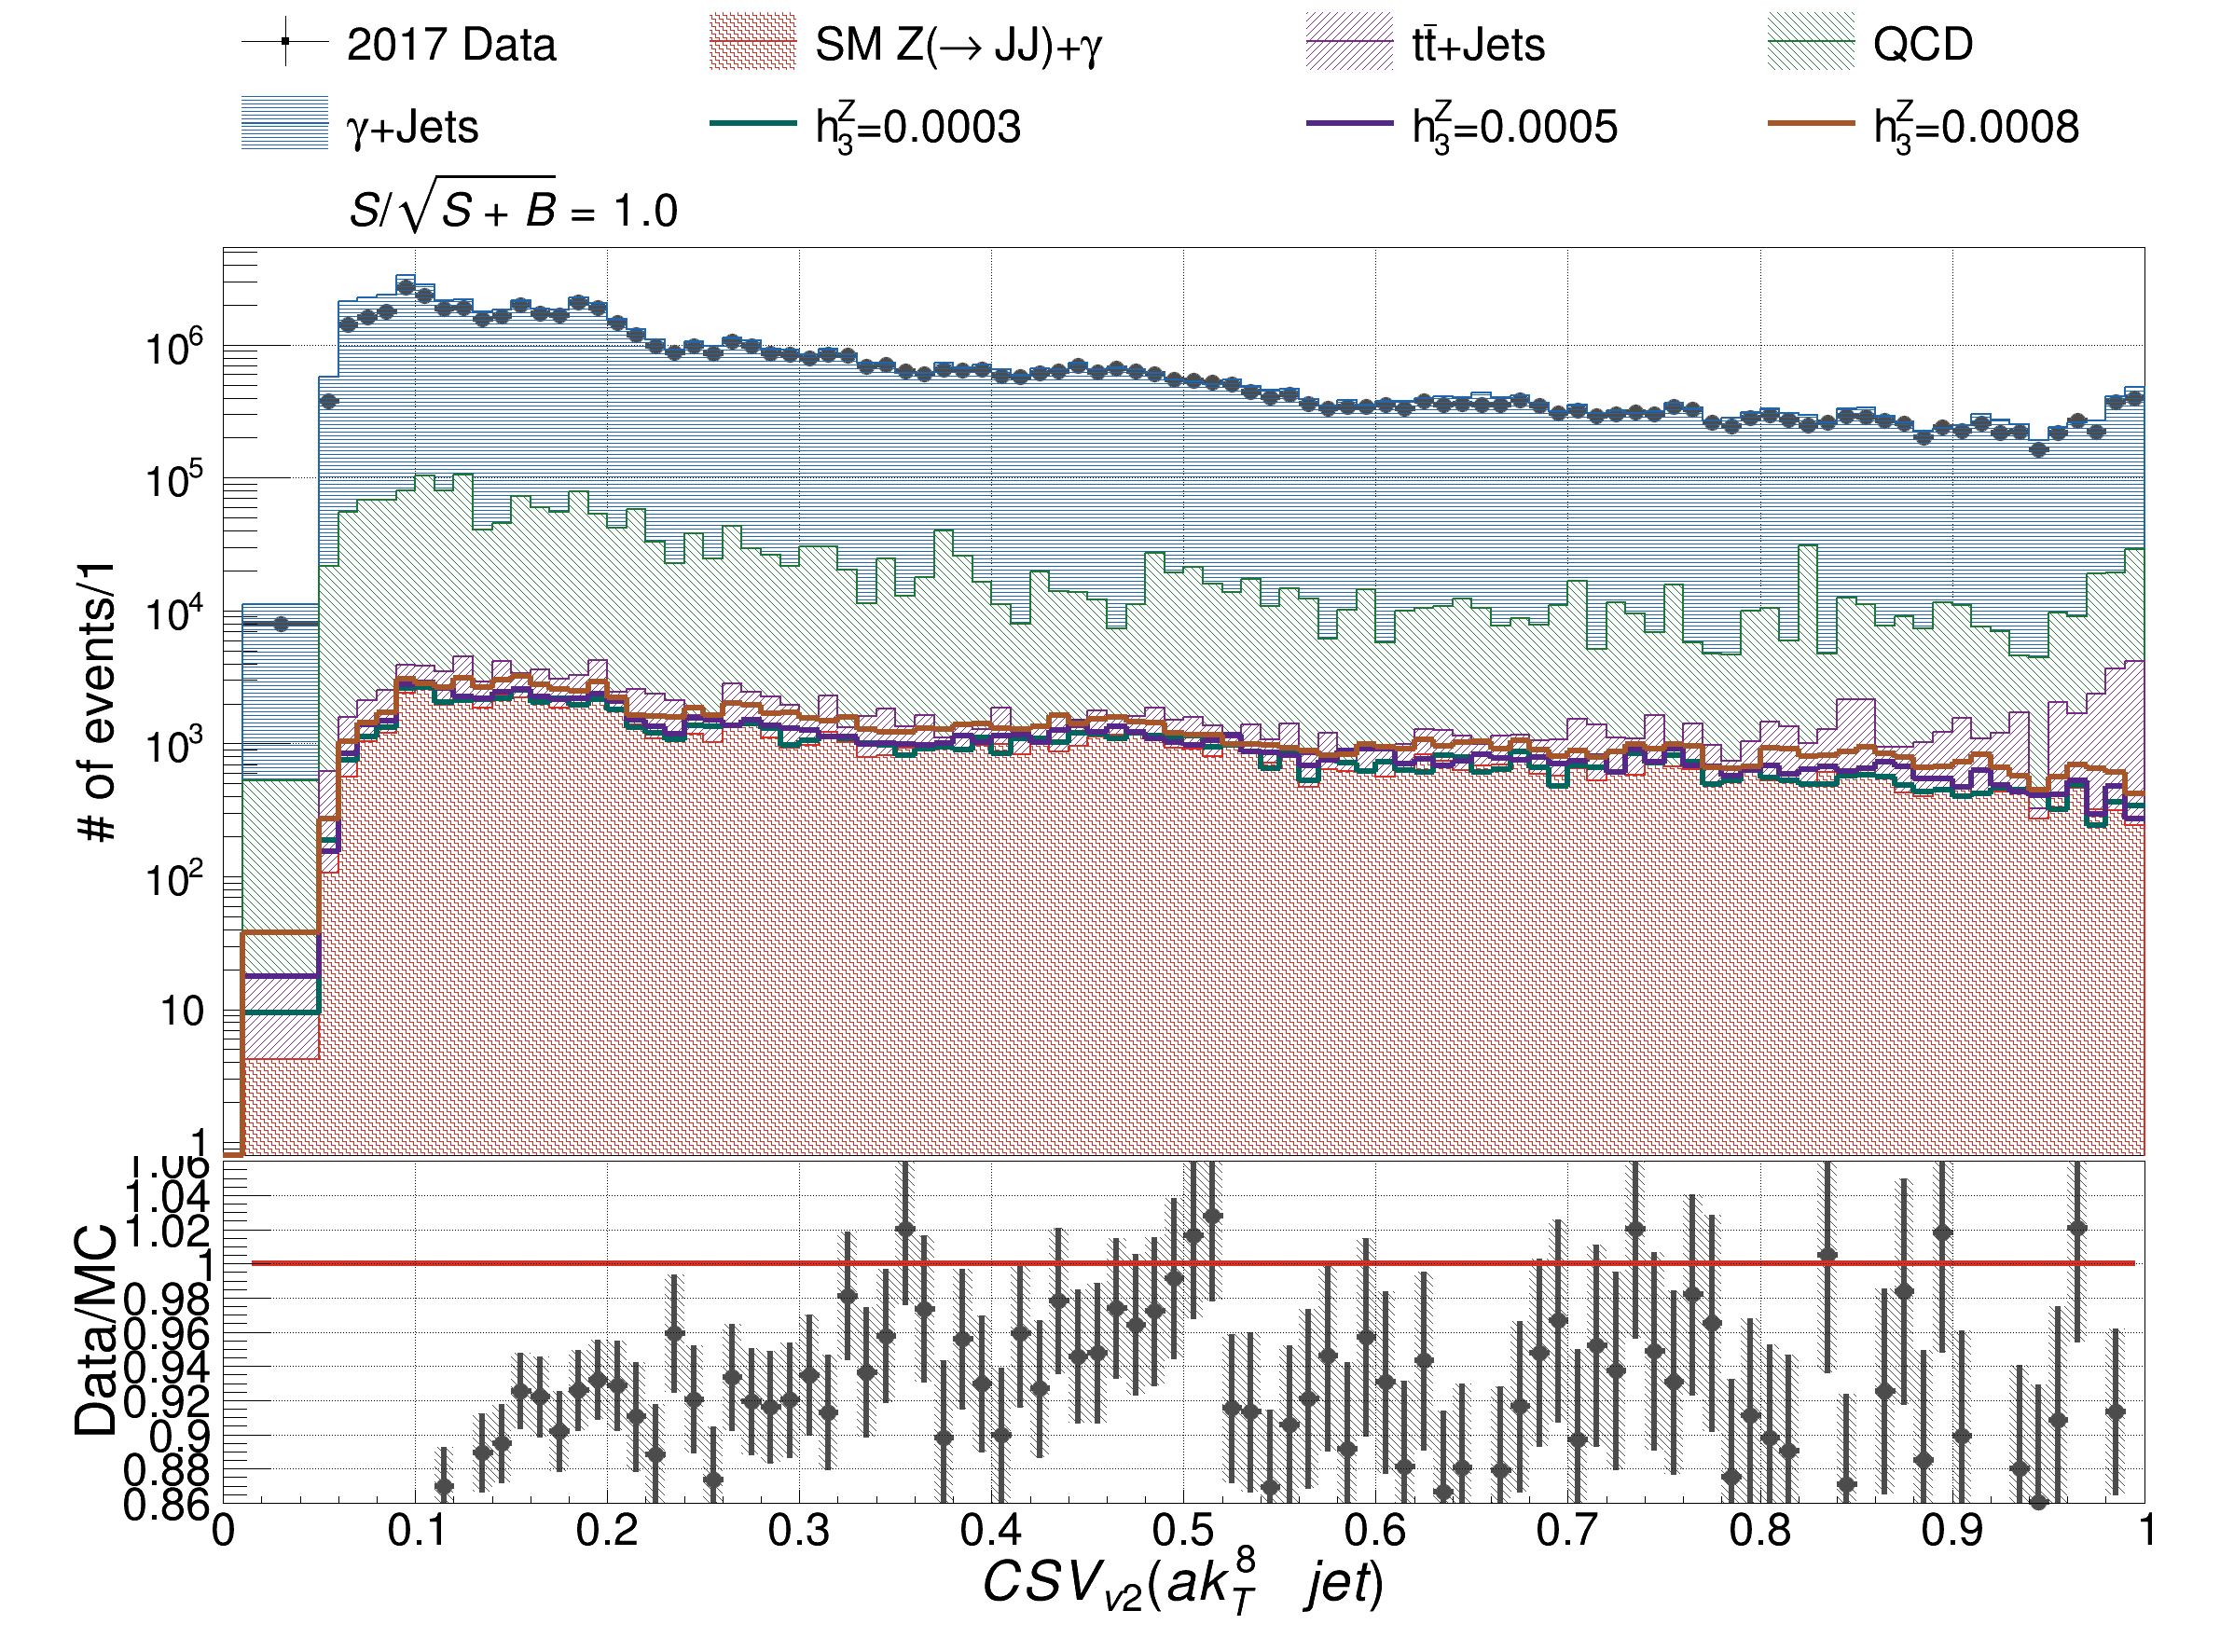 2017 Data SM Z(→ JJ)+γ tt̄+Jets QCD
γ+Jets h₃ᶻ=0.0003 h₃ᶻ=0.0005 h₃ᶻ=0.0008
S/√S + B = 1.0
# of events/1
10⁶
10⁵
10⁴
10³
10²
10
1
Data/MC
1.06
1.04
1.02
1
0.98
0.96
0.94
0.92
0.9
0.88
0.86
0 0.1 0.2 0.3 0.4 0.5 0.6 0.7 0.8 0.9 1
CSVᵥ₂(ak_T^8 jet)